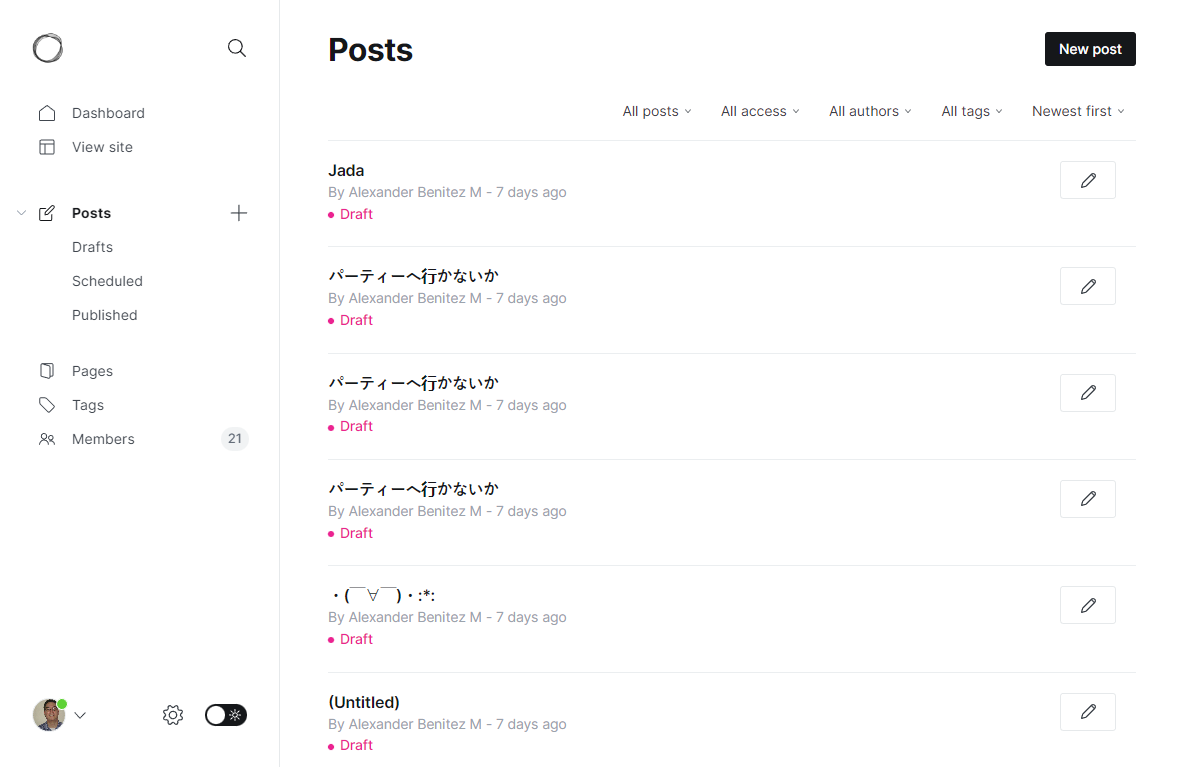 Dashboard
View site
Posts
Drafts
Scheduled
Published
Pages
Tags
Members 21
Posts
New post
All posts All access All authors All tags Newest first
Jada
By Alexander Benitez M - 7 days ago
Draft
パーティーへ行かないか
By Alexander Benitez M - 7 days ago
Draft
パーティーへ行かないか
By Alexander Benitez M - 7 days ago
Draft
パーティーへ行かないか
By Alexander Benitez M - 7 days ago
Draft
・(￣∀￣)・:*:
By Alexander Benitez M - 7 days ago
Draft
(Untitled)
By Alexander Benitez M - 7 days ago
Draft